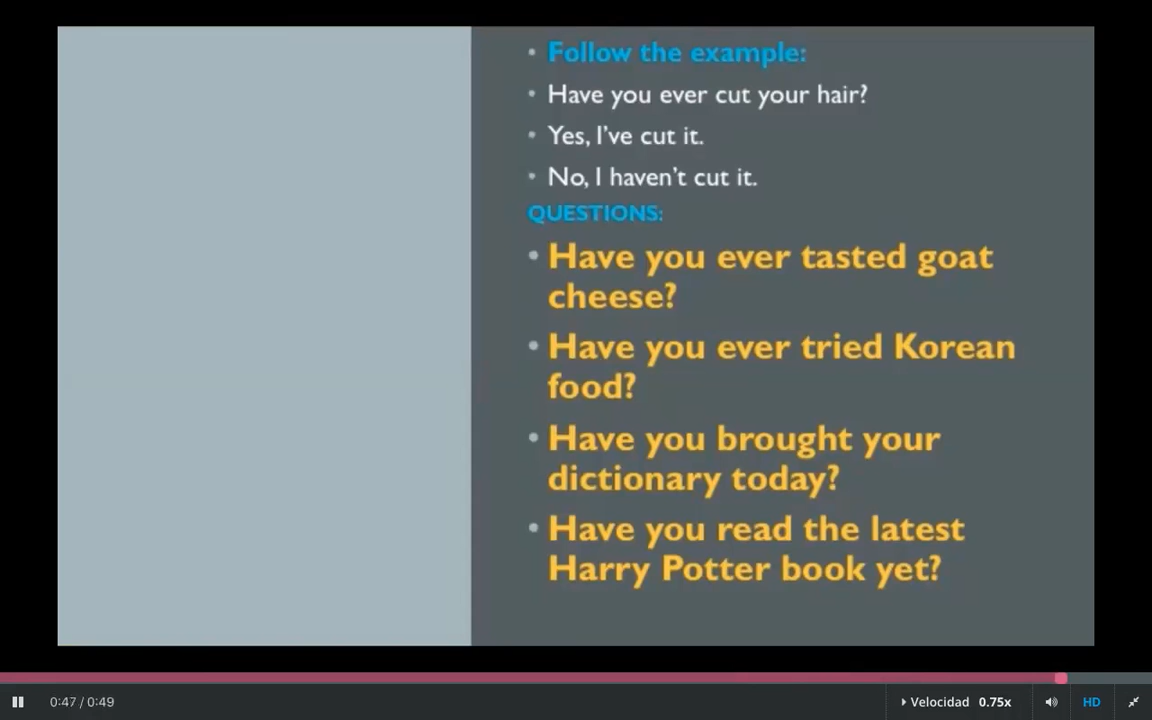 Follow the example:
Have you ever cut your hair?
Yes, I've cut it.
No, I haven't cut it.
QUESTIONS:
Have you ever tasted goat
cheese?
Have you ever tried Korean
food?
Have you brought your
dictionary today?
Have you read the latest
Harry Potter book yet?
0:47 / 0:49 Velocidad 0.75x HD